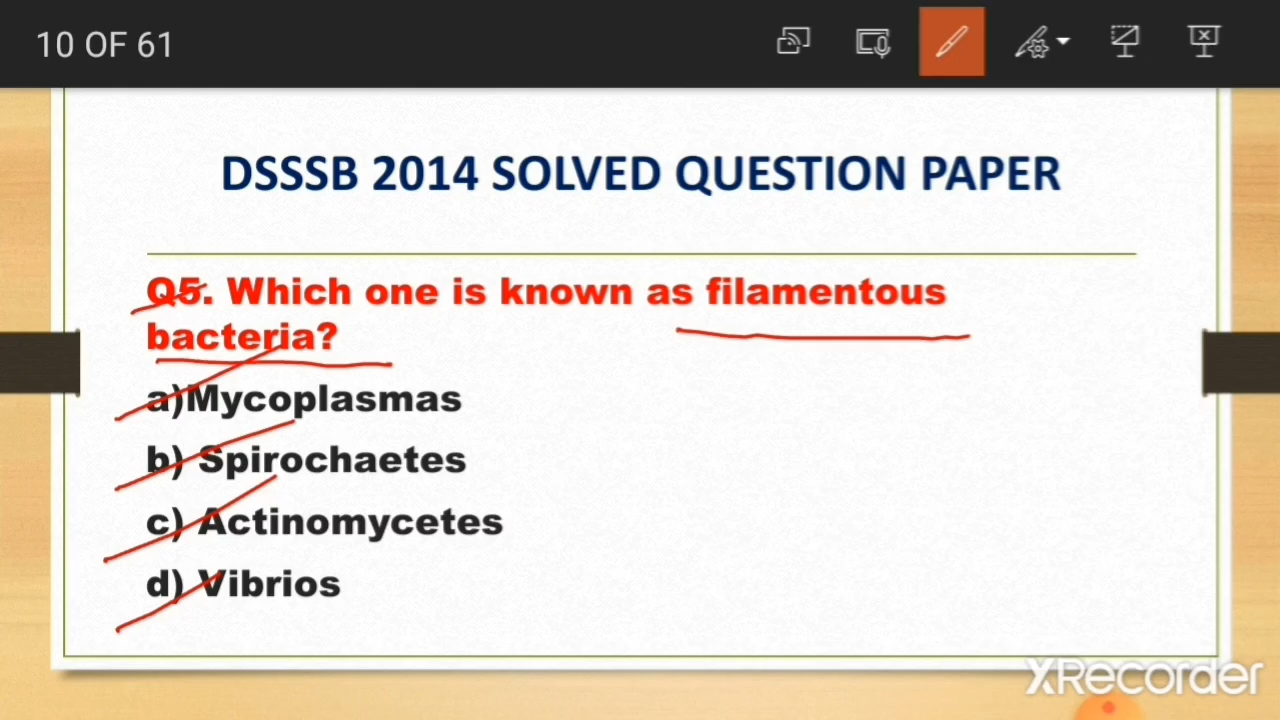 10 OF 61
DSSSB 2014 SOLVED QUESTION PAPER
Q5. Which one is known as filamentous
bacteria?
a)Mycoplasmas
b) Spirochaetes
c) Actinomycetes
d) Vibrios
XRecorder